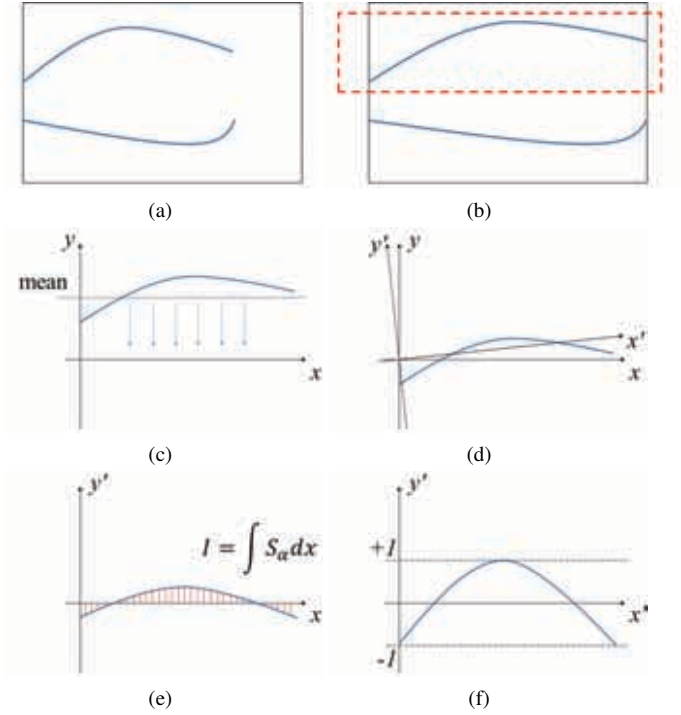 (a)
(b)
y
mean
x
(c)
y' y
x'
x
(d)
y'
I = ∫ Sα dx
x
(e)
y'
+1
x'
-1
(f)